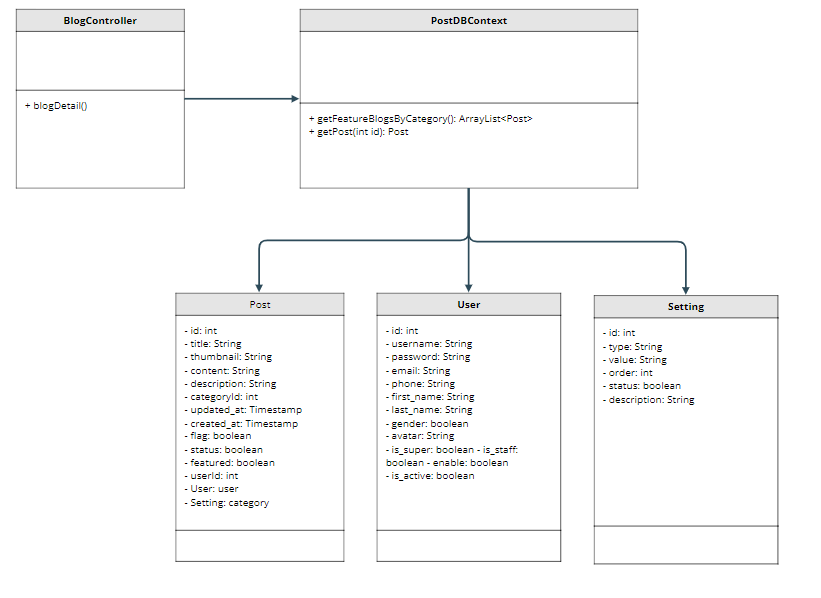 BlogController
+ blogDetail()
PostDBContext
+ getFeatureBlogsByCategory(): ArrayList<Post>
+ getPost(int id): Post
Post
- id: int
- title: String
- thumbnail: String
- content: String
- description: String
- categoryId: int
- updated_at: Timestamp
- created_at: Timestamp
- flag: boolean
- status: boolean
- featured: boolean
- userId: int
- User: user
- Setting: category
User
- id: int
- username: String
- password: String
- email: String
- phone: String
- first_name: String
- last_name: String
- gender: boolean
- avatar: String
- is_super: boolean - is_staff:
boolean - enable: boolean
- is_active: boolean
Setting
- id: int
- type: String
- value: String
- order: int
- status: boolean
- description: String